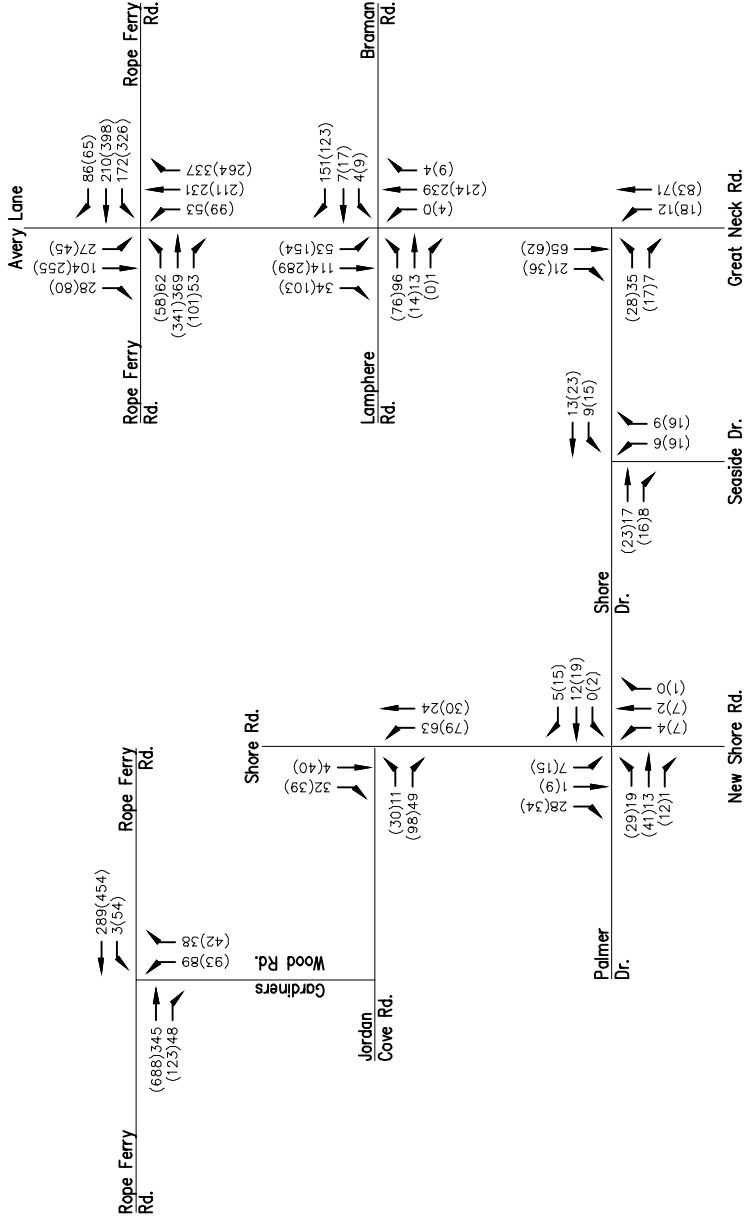 Avery Lane
Rope Ferry
Rd.
Rope Ferry
Rd.
86(65)
210(398)
172(326)
27(45)
104(255)
28(80)
(58)62
(341)369
(101)53
(264)337
(211)231
(99)53
Lamphere
Rd.
Braman
Rd.
151(123)
7(17)
4(9)
53(154)
114(289)
34(103)
(76)96
(14)13
(0)1
(9)4
(214)239
(4)0
65(62)
21(36)
(83)71
(18)12
(28)35
(17)7
Great Neck Rd.
13(23)
9(15)
(16)9
(16)6
(23)17
(16)8
Seaside Dr.
Shore
Dr.
Rope Ferry
Rd.
Rope Ferry
Rd.
289(454)
3(54)
(42)38
(93)89
(688)345
(123)48
Gardiners
Wood Rd.
Jordan
Cove Rd.
Shore Rd.
4(40)
32(39)
(30)24
(79)63
(30)11
(98)49
5(15)
12(19)
0(2)
7(15)
1(9)
28(34)
(1)0
(7)2
(7)4
(29)19
(41)13
(12)1
Palmer
Dr.
New Shore Rd.